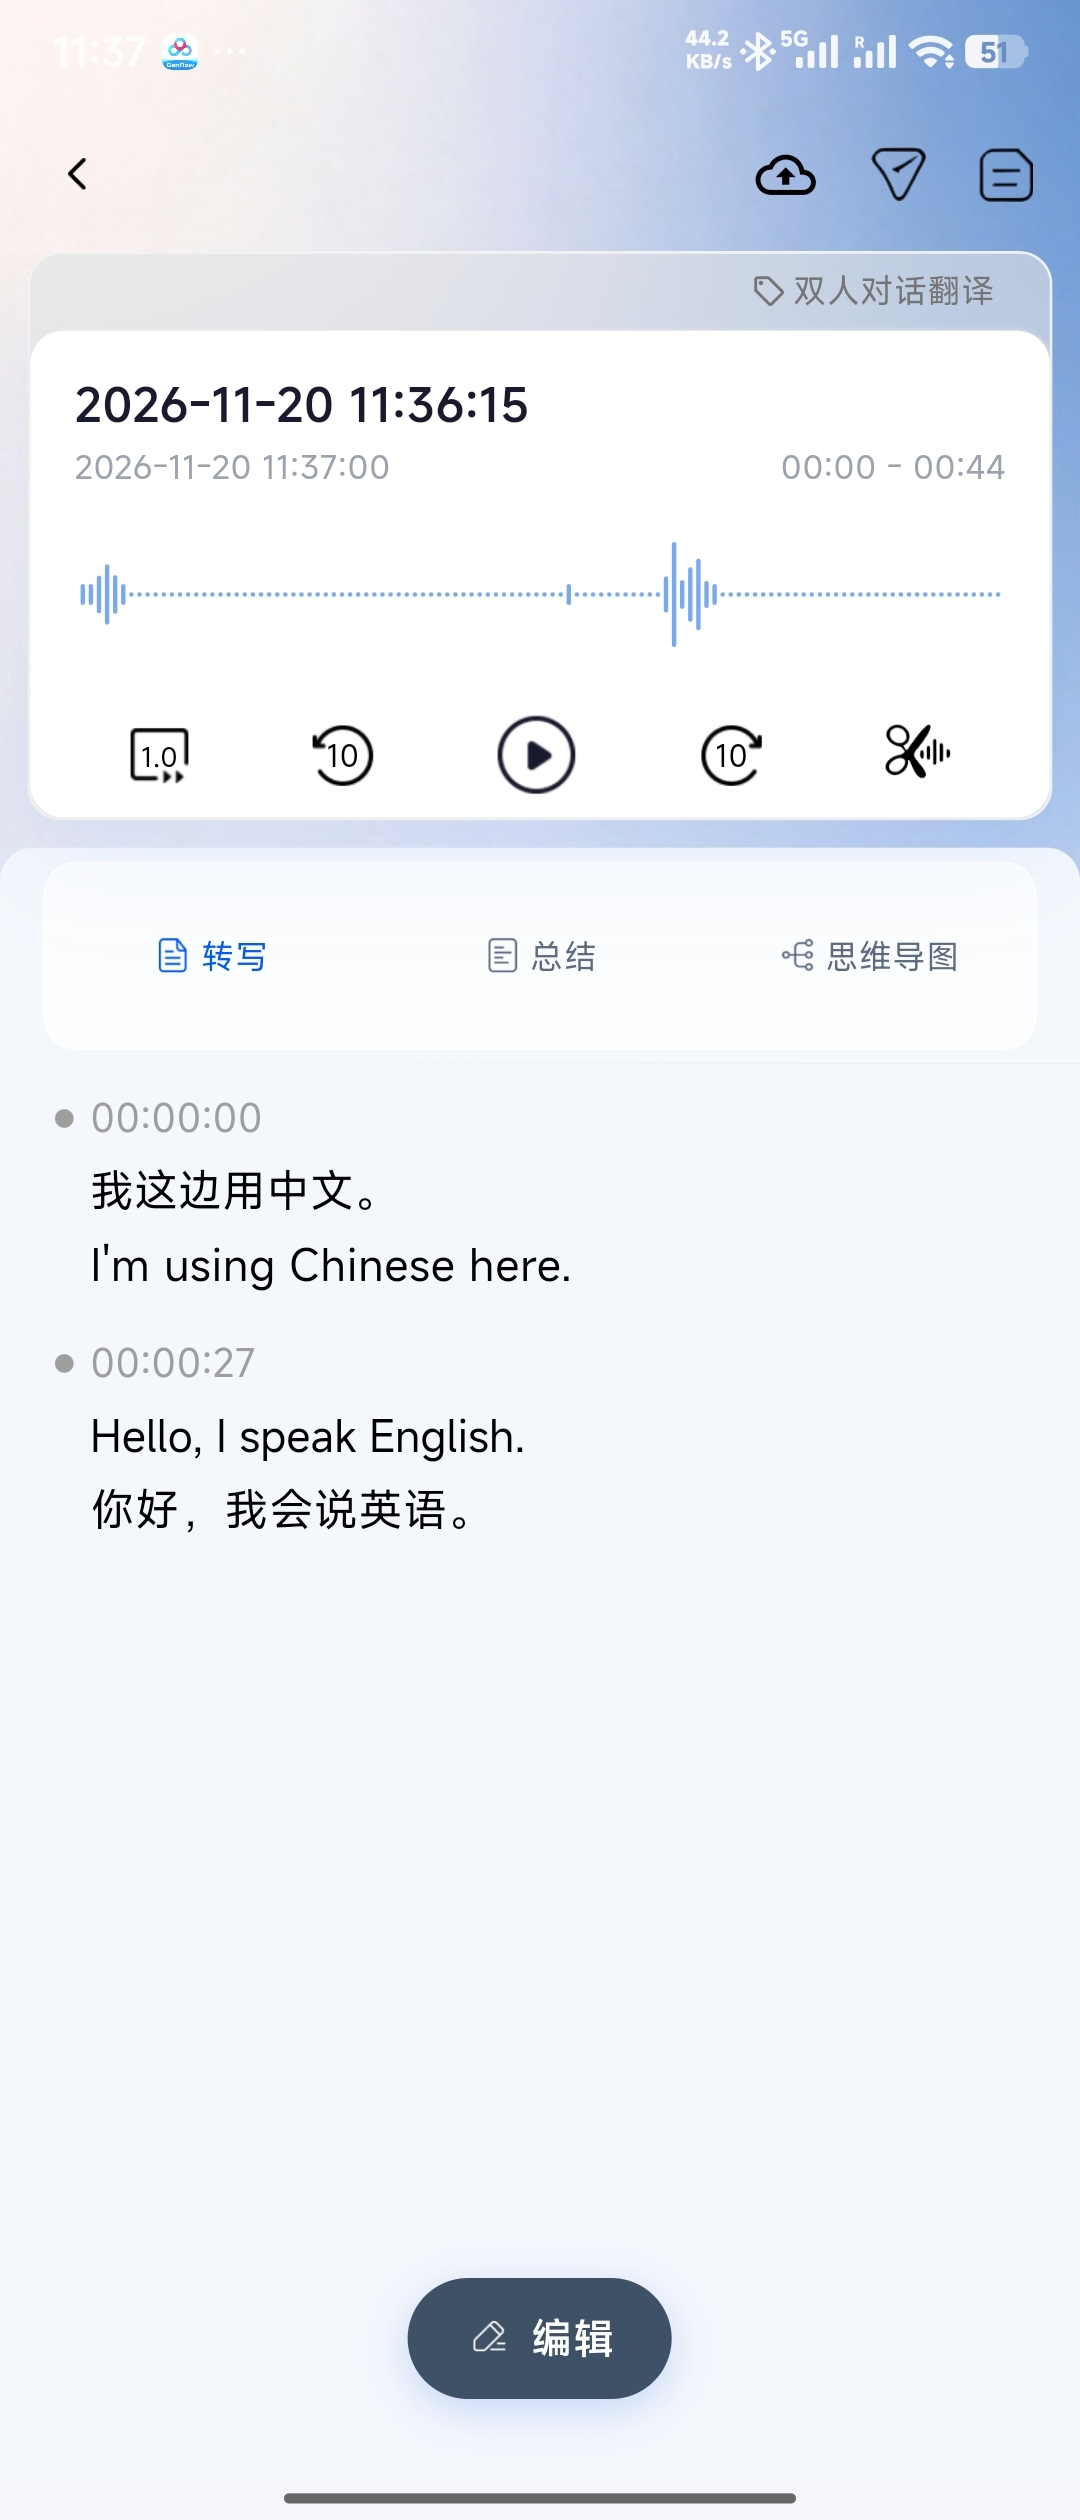 11:37
GenFlow
...
44.2 KB/s
5G
R
51
双人对话翻译
2026-11-20 11:36:15
2026-11-20 11:37:00
00:00 - 00:44
1.0
10
10
转写
总结
思维导图
00:00:00
我这边用中文。
I'm using Chinese here.
00:00:27
Hello, I speak English.
你好，我会说英语。
编辑